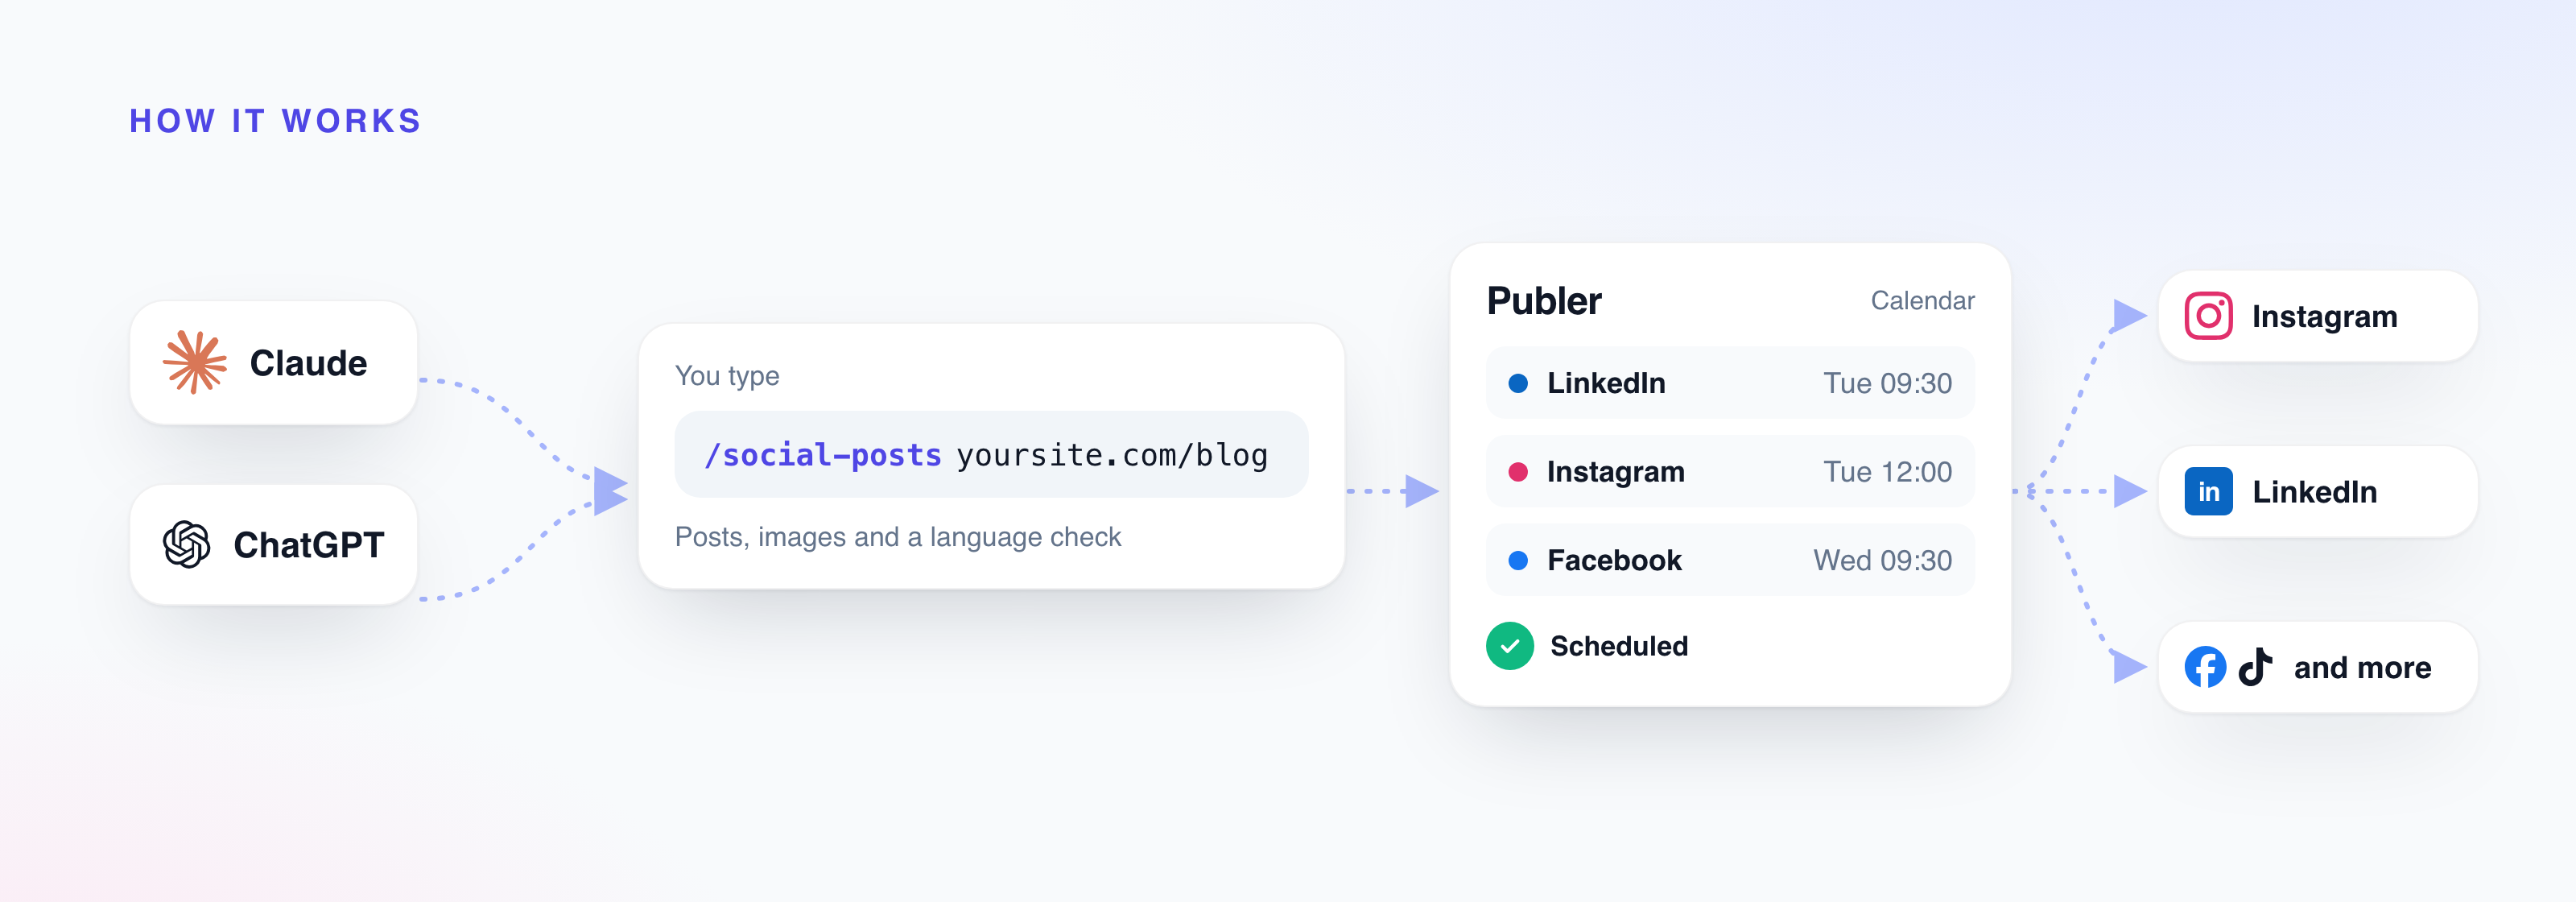 HOW IT WORKS
Claude
ChatGPT
You type
/social-posts yoursite.com/blog
Posts, images and a language check
Publer Calendar
LinkedIn Tue 09:30
Instagram Tue 12:00
Facebook Wed 09:30
Scheduled
Instagram
in LinkedIn
and more